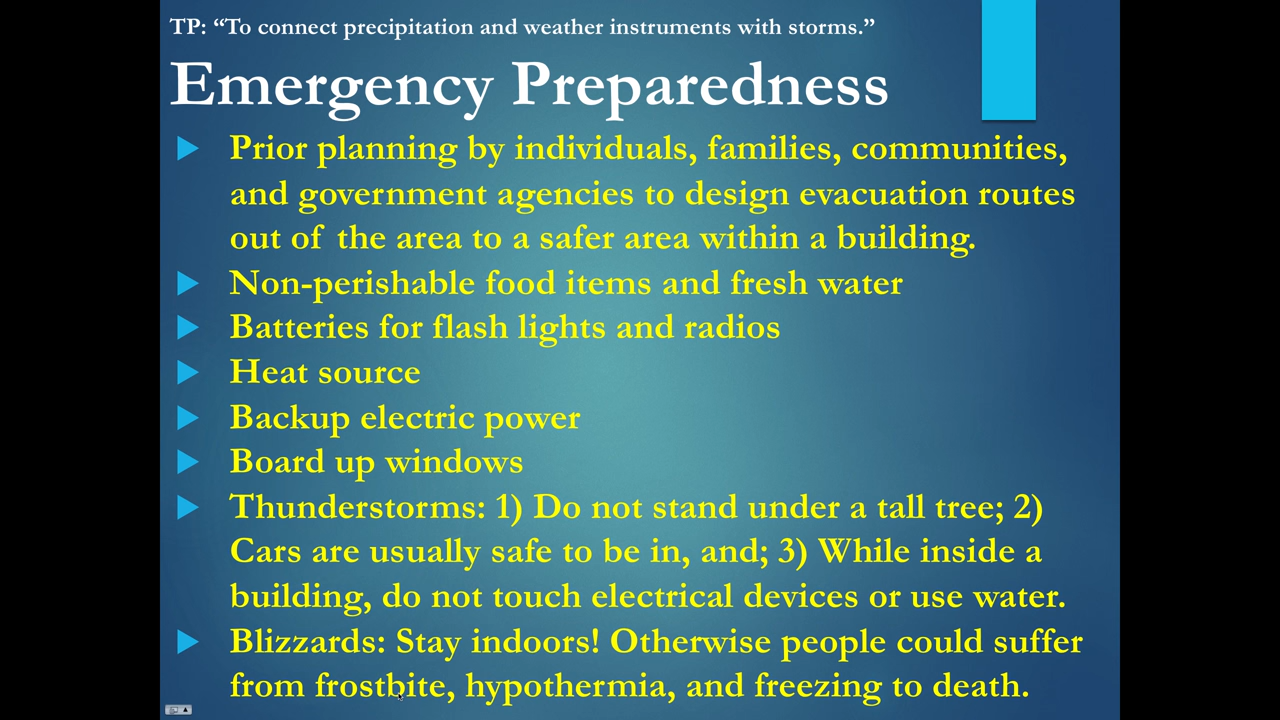 TP: “To connect precipitation and weather instruments with storms.”
Emergency Preparedness
Prior planning by individuals, families, communities,
and government agencies to design evacuation routes
out of the area to a safer area within a building.
Non-perishable food items and fresh water
Batteries for flash lights and radios
Heat source
Backup electric power
Board up windows
Thunderstorms: 1) Do not stand under a tall tree; 2)
Cars are usually safe to be in, and; 3) While inside a
building, do not touch electrical devices or use water.
Blizzards: Stay indoors! Otherwise people could suffer
from frostbite, hypothermia, and freezing to death.